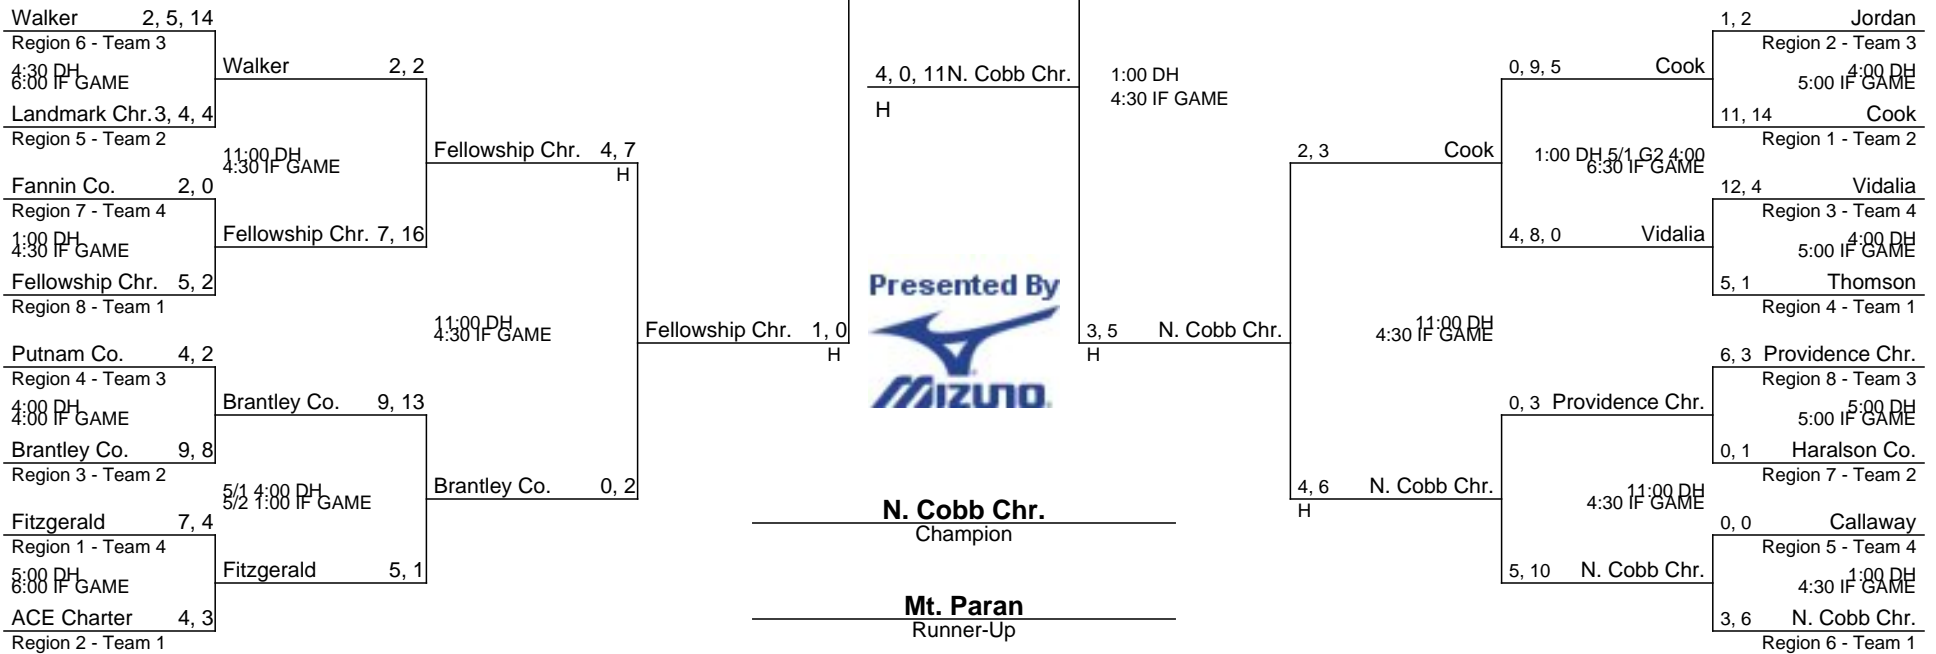 Walker 2, 5, 14
Region 6 - Team 3
4:30 DH
6:00 IF GAME
Landmark Chr. 3, 4, 4
Region 5 - Team 2
Fannin Co. 2, 0
Region 7 - Team 4
1:00 DH
4:30 IF GAME
Fellowship Chr. 5, 2
Region 8 - Team 1
Putnam Co. 4, 2
Region 4 - Team 3
4:00 DH
4:00 IF GAME
Brantley Co. 9, 8
Region 3 - Team 2
Fitzgerald 7, 4
Region 1 - Team 4
5:00 DH
6:00 IF GAME
ACE Charter 4, 3
Region 2 - Team 1
Walker 2, 2
11:00 DH
4:30 IF GAME
Fellowship Chr. 7, 16
Brantley Co. 9, 13
5/1 4:00 DH
5/2 1:00 IF GAME
Fitzgerald 5, 1
Fellowship Chr. 4, 7
H
11:00 DH
4:30 IF GAME
Brantley Co. 0, 2
Fellowship Chr. 1, 0
H
4, 0, 11 N. Cobb Chr.
H
1:00 DH
4:30 IF GAME
Presented By
MIZUNO
N. Cobb Chr.
Champion
Mt. Paran
Runner-Up
3, 5 N. Cobb Chr.
H
2, 3 Cook
11:00 DH
4:30 IF GAME
4, 6 N. Cobb Chr.
H
0, 9, 5 Cook
1:00 DH 5/1 G2 4:00
6:30 IF GAME
4, 8, 0 Vidalia
0, 3 Providence Chr.
11:00 DH
4:30 IF GAME
5, 10 N. Cobb Chr.
1, 2 Jordan
Region 2 - Team 3
4:00 DH
5:00 IF GAME
11, 14 Cook
Region 1 - Team 2
12, 4 Vidalia
Region 3 - Team 4
4:00 DH
5:00 IF GAME
5, 1 Thomson
Region 4 - Team 1
6, 3 Providence Chr.
Region 8 - Team 3
5:00 DH
5:00 IF GAME
0, 1 Haralson Co.
Region 7 - Team 2
0, 0 Callaway
Region 5 - Team 4
1:00 DH
4:30 IF GAME
3, 6 N. Cobb Chr.
Region 6 - Team 1